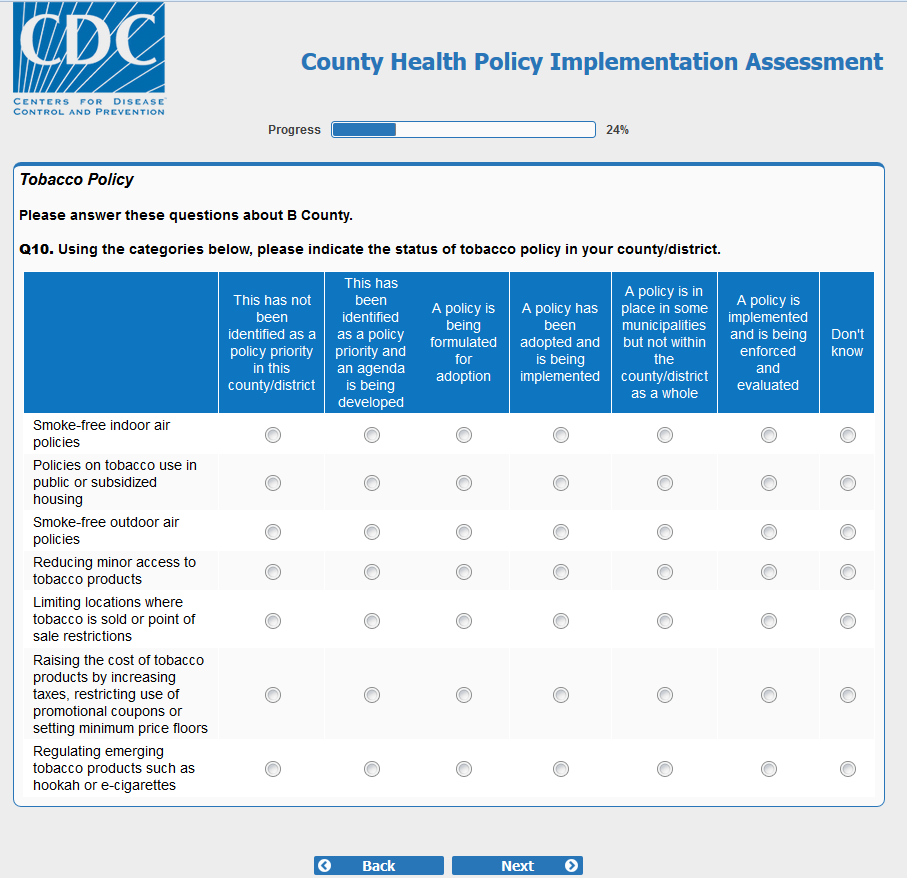 CDC
CENTERS FOR DISEASE
CONTROL AND PREVENTION
County Health Policy Implementation Assessment
Progress 24%
Tobacco Policy
Please answer these questions about B County.
Q10. Using the categories below, please indicate the status of tobacco policy in your county/district.
This has not
been
identified as a
policy priority
in this
county/district
This has
been
identified
as a policy
priority and
an agenda
is being
developed
A policy is
being
formulated
for
adoption
A policy has
been
adopted and
is being
implemented
A policy is in
place in some
municipalities
but not within
the
county/district
as a whole
A policy is
implemented
and is being
enforced
and
evaluated
Don't
know
Smoke-free indoor air
policies
Policies on tobacco use in
public or subsidized
housing
Smoke-free outdoor air
policies
Reducing minor access to
tobacco products
Limiting locations where
tobacco is sold or point of
sale restrictions
Raising the cost of tobacco
products by increasing
taxes, restricting use of
promotional coupons or
setting minimum price floors
Regulating emerging
tobacco products such as
hookah or e-cigarettes
Back
Next